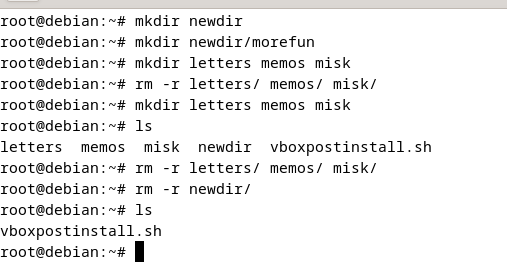 root@debian:~# mkdir newdir
root@debian:~# mkdir newdir/morefun
root@debian:~# mkdir letters memos misk
root@debian:~# rm -r letters/ memos/ misk/
root@debian:~# mkdir letters memos misk
root@debian:~# ls
letters  memos  misk  newdir  vboxpostinstall.sh
root@debian:~# rm -r letters/ memos/ misk/
root@debian:~# rm -r newdir/
root@debian:~# ls
vboxpostinstall.sh
root@debian:~#